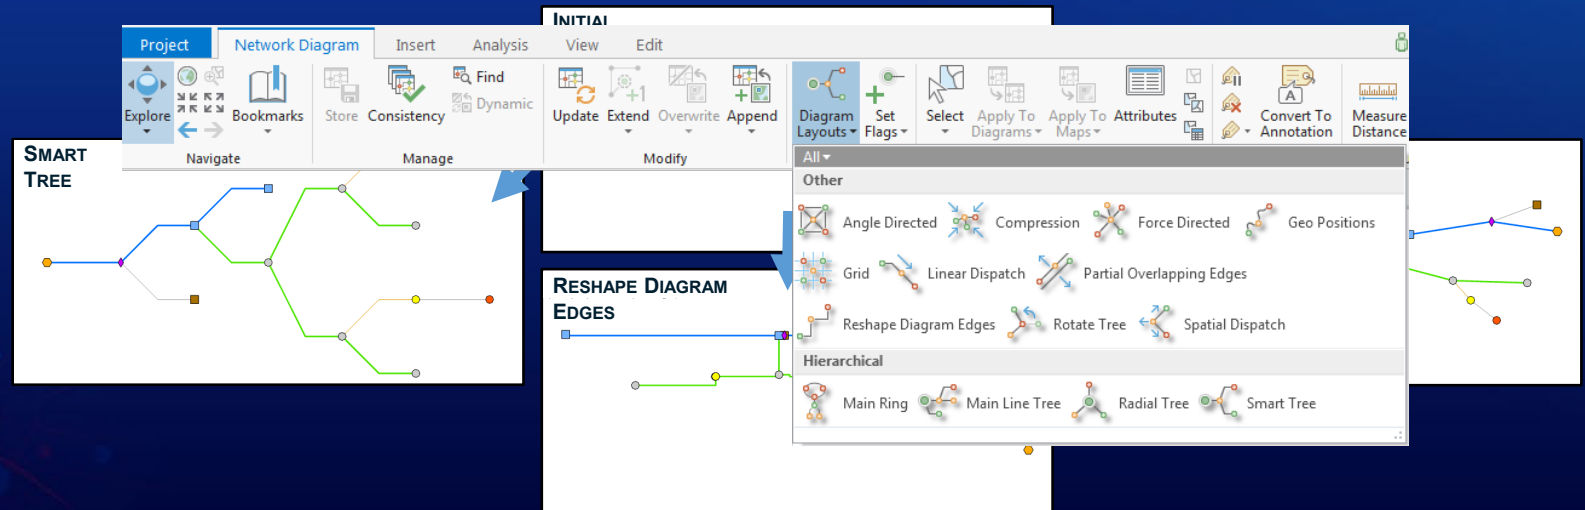 INITIAL
Project Network Diagram Insert Analysis View Edit
Explore Bookmarks Store Consistency Find Dynamic Update Extend Overwrite Append Diagram Layouts Set Flags Select Apply To Diagrams Apply To Maps Attributes Convert To Annotation Measure Distance
Navigate Manage Modify
All
Other
Angle Directed Compression Force Directed Geo Positions
Grid Linear Dispatch Partial Overlapping Edges
Reshape Diagram Edges Rotate Tree Spatial Dispatch
Hierarchical
Main Ring Main Line Tree Radial Tree Smart Tree
SMART
TREE
RESHAPE DIAGRAM
EDGES